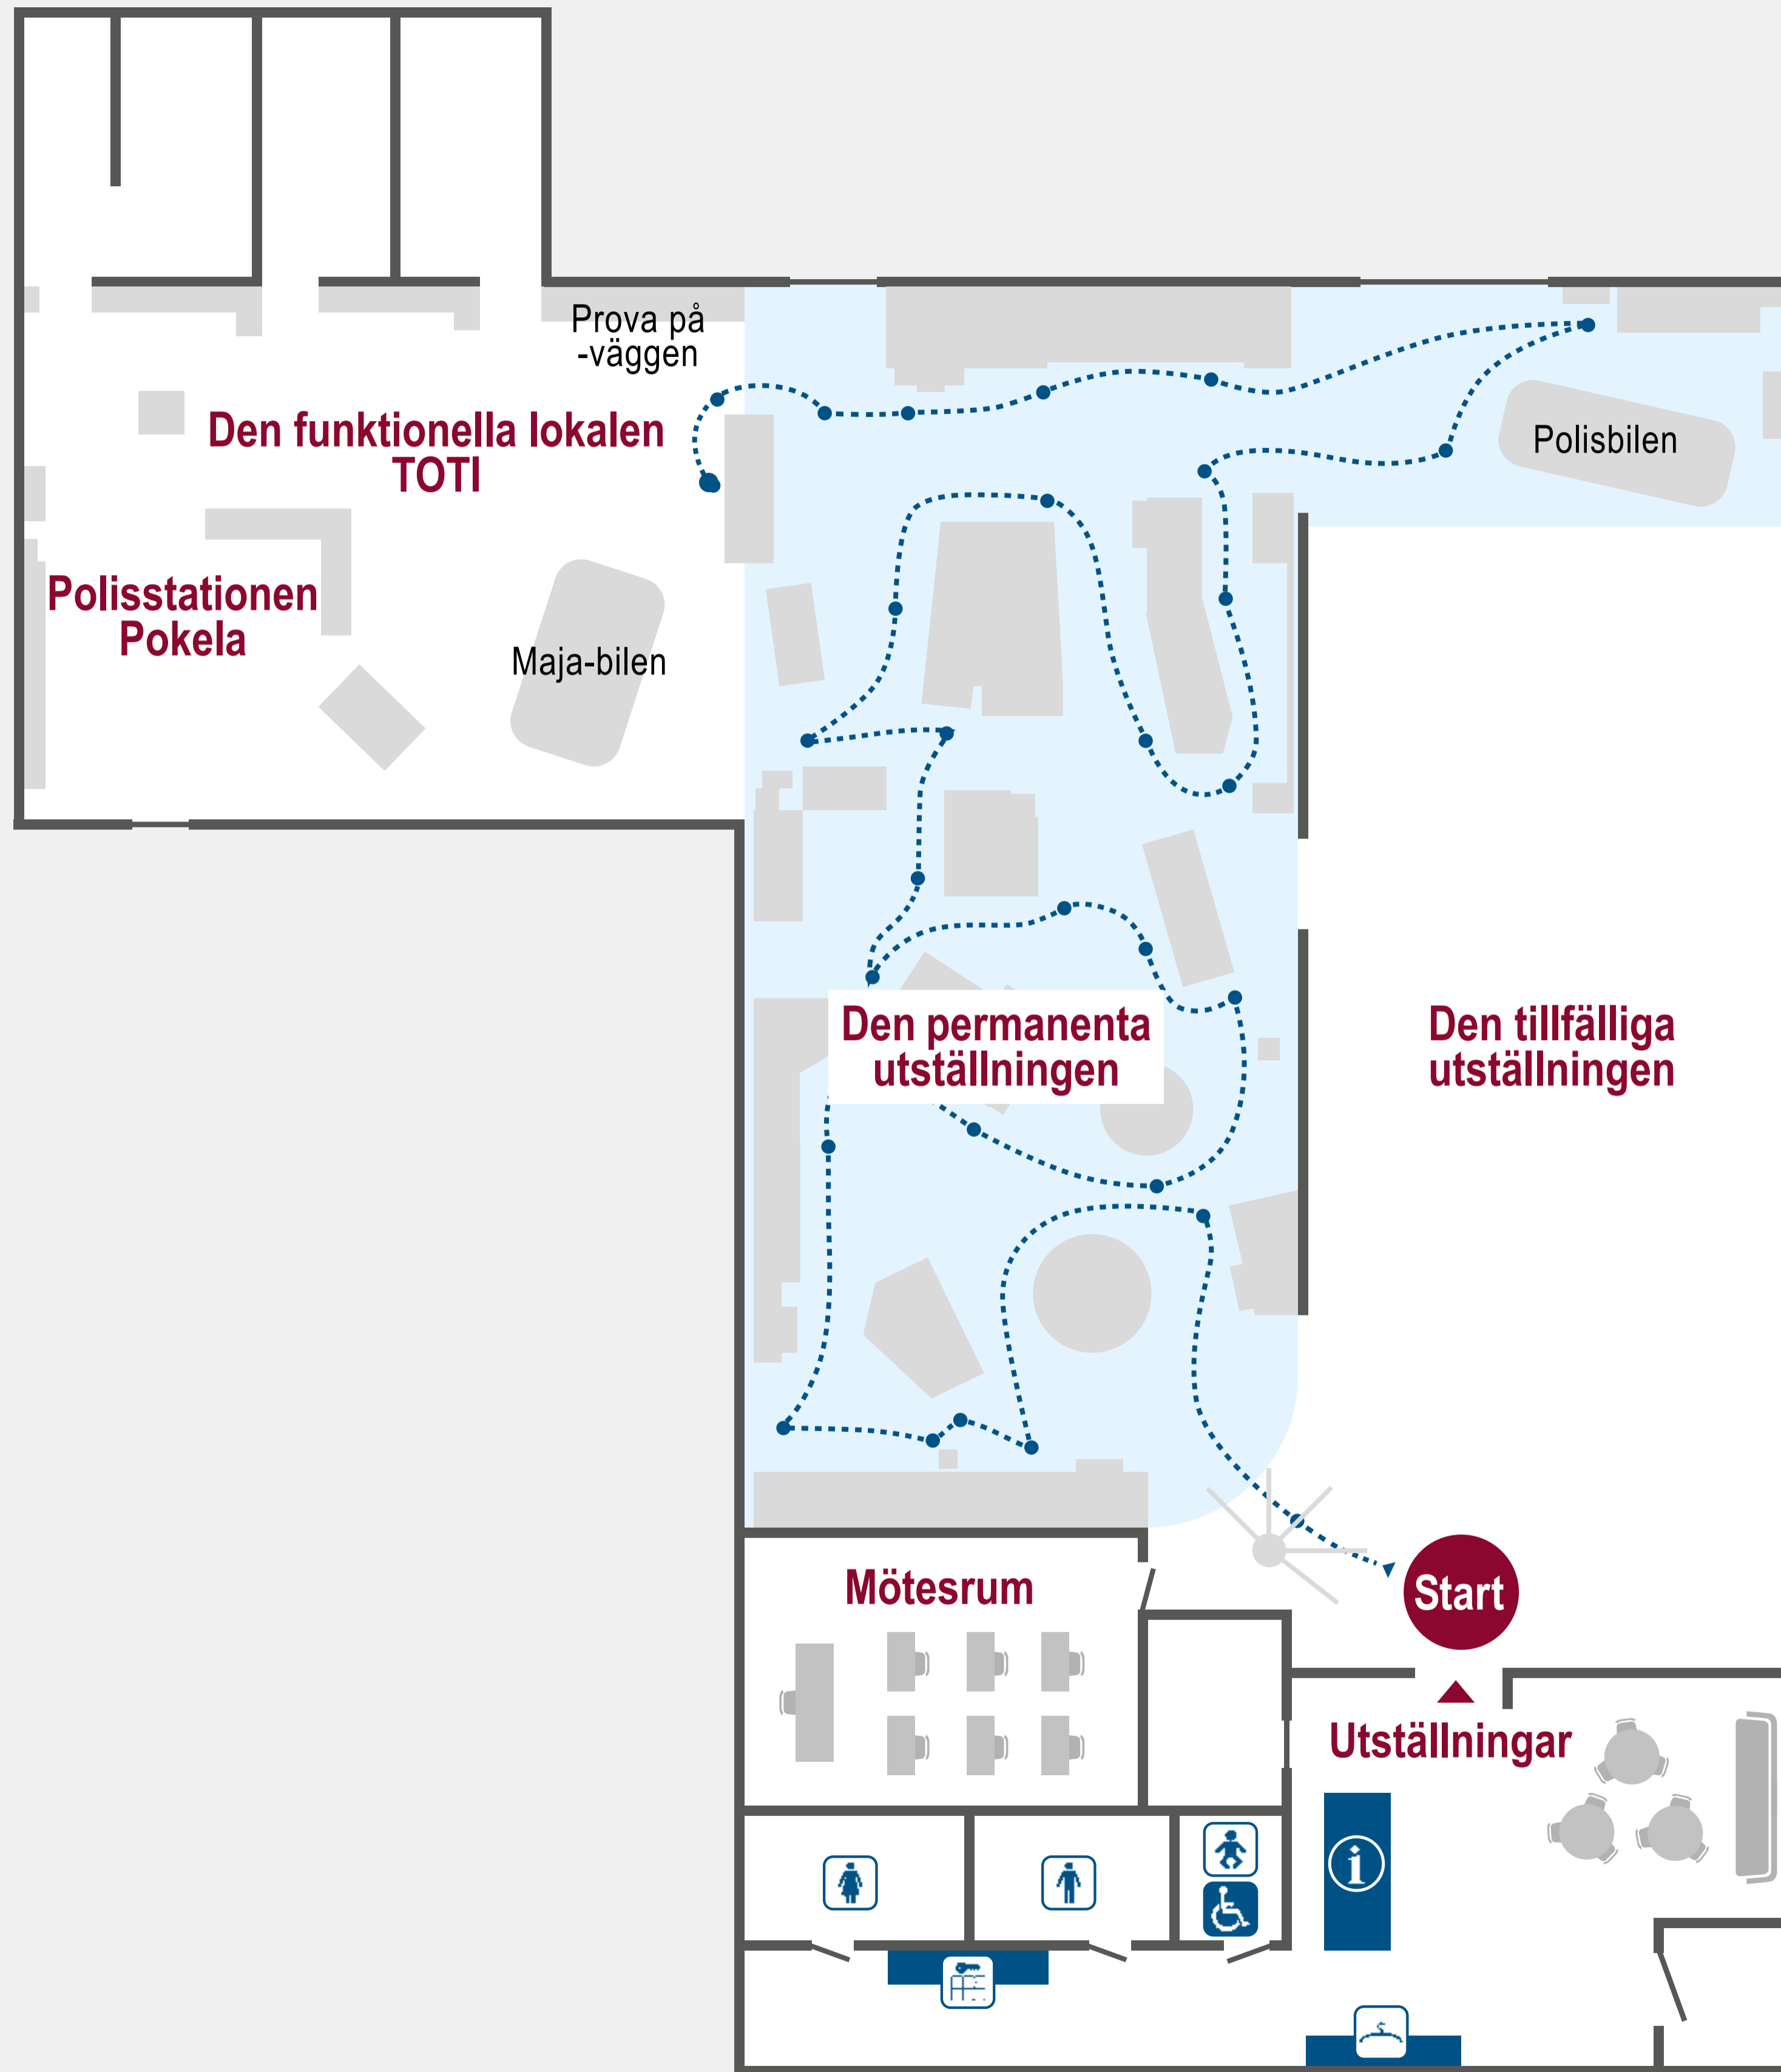 Prova på
-väggen
Den funktionella lokalen
TOTI
Polisbilen
Polisstationen
Pokela
Maja-bilen
Den permanenta
utställningen
Den tillfälliga
utställningen
Mötesrum
Start
Utställningar
i